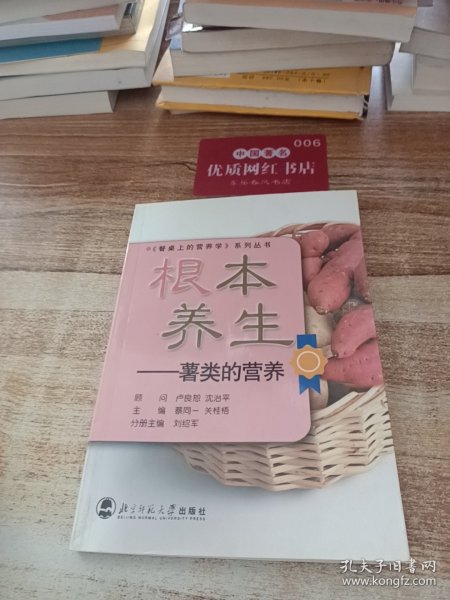 006
中国著名
优质网红书店
《餐桌上的营养学》系列丛书
根本
养生
——薯类的营养
顾 问 卢良恕 沈治平
主 编 蔡同一 关桂梧
分册主编 刘绍军
北京师范大学出版社
BEIJING NORMAL UNIVERSITY PRESS
孔夫子旧书网
www.kongfz.com